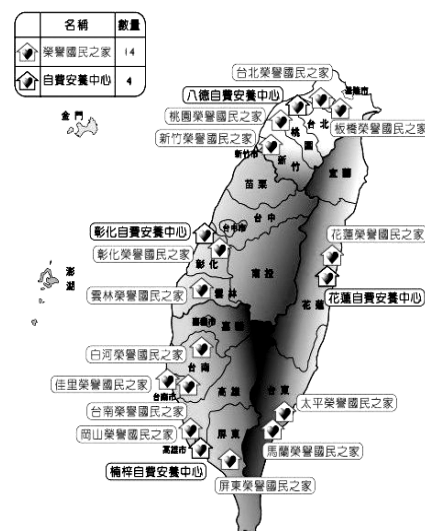 名稱 數量
榮譽國民之家 14
自費安養中心 4
金門
台北榮譽國民之家
八德自費安養中心
基隆市
桃園榮譽國民之家
台北
板橋榮譽國民之家
桃園
新竹榮譽國民之家
新竹市
新竹
宜蘭
苗栗
台中
台中市
彰化自費安養中心
彰化榮譽國民之家
彰化
花蓮榮譽國民之家
南投
澎湖
雲林榮譽國民之家
雲林
花蓮自費安養中心
花蓮
嘉義市
嘉義
白河榮譽國民之家
台南
佳里榮譽國民之家
台南市
高雄
台東
太平榮譽國民之家
台南榮譽國民之家
岡山榮譽國民之家
屏東
馬蘭榮譽國民之家
高雄市
楠梓自費安養中心
屏東榮譽國民之家